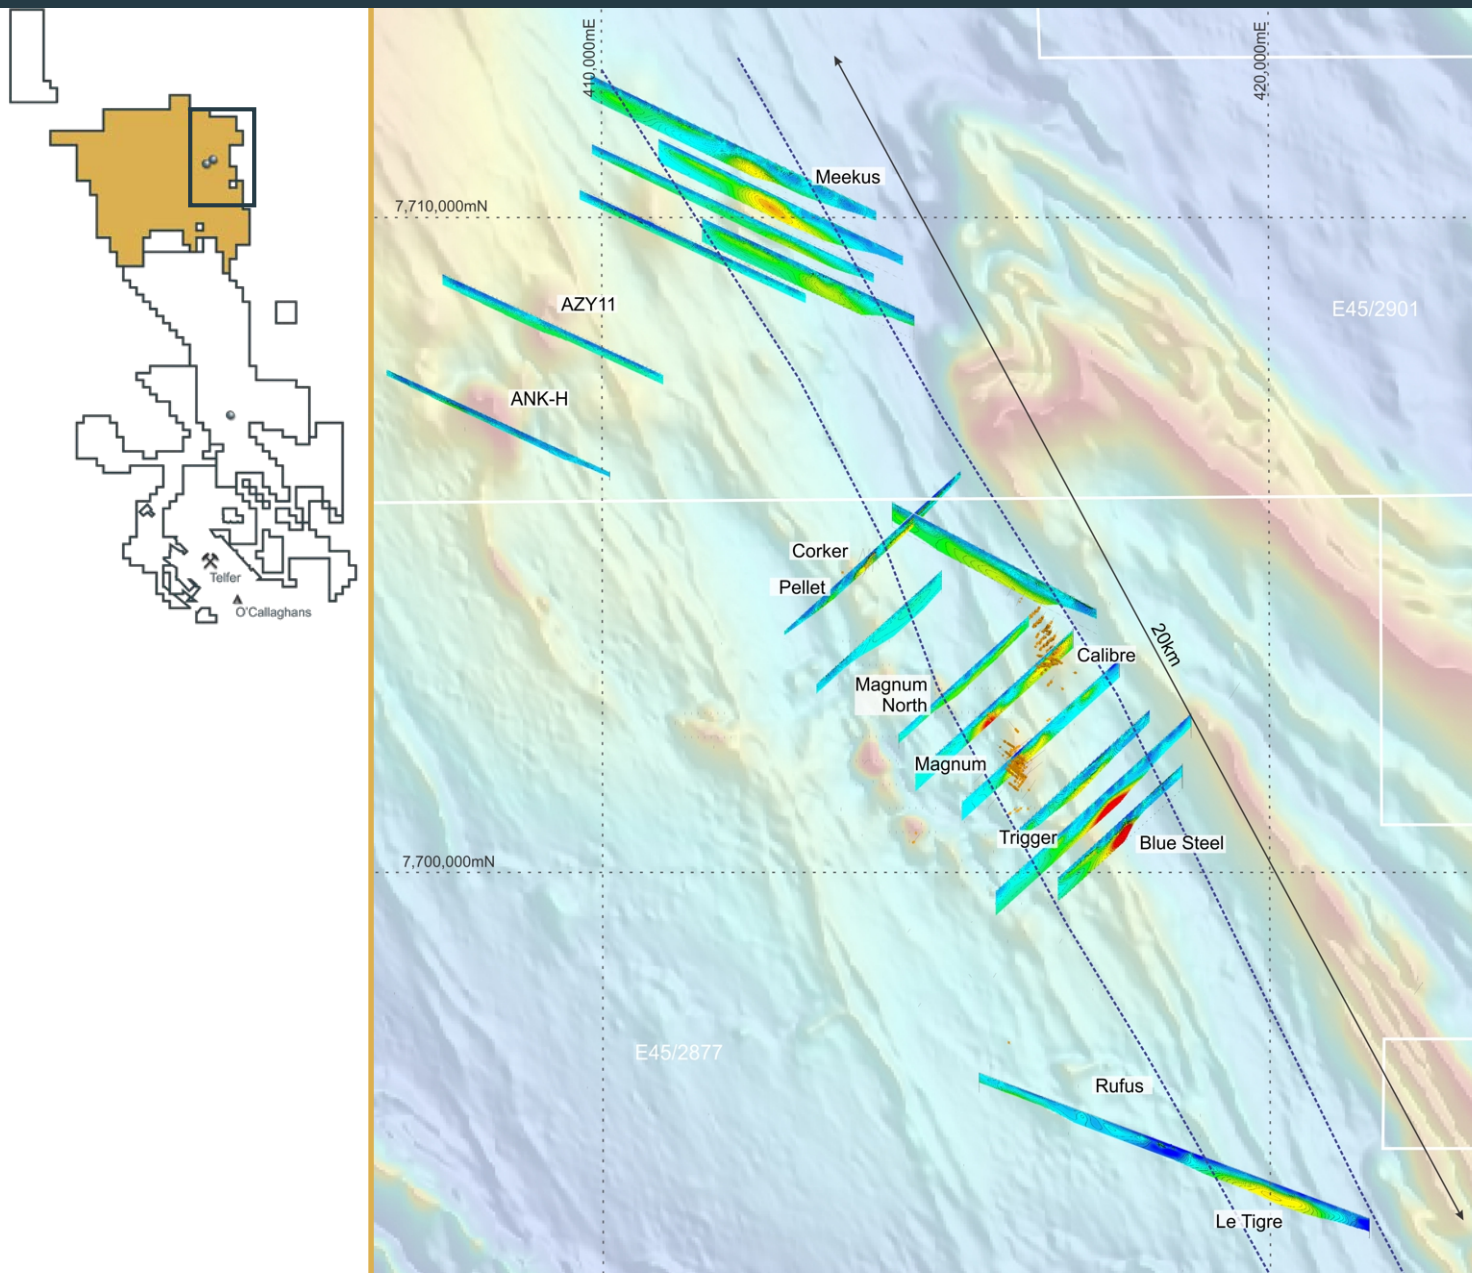 410,000mE
420,000mE
Meekus
7,710,000mN
AZY11
E45/2901
ANK-H
Corker
Pellet
Telfer
O'Callaghans
20km
Calibre
Magnum
North
Magnum
Trigger
Blue Steel
7,700,000mN
E45/2877
Rufus
Le Tigre